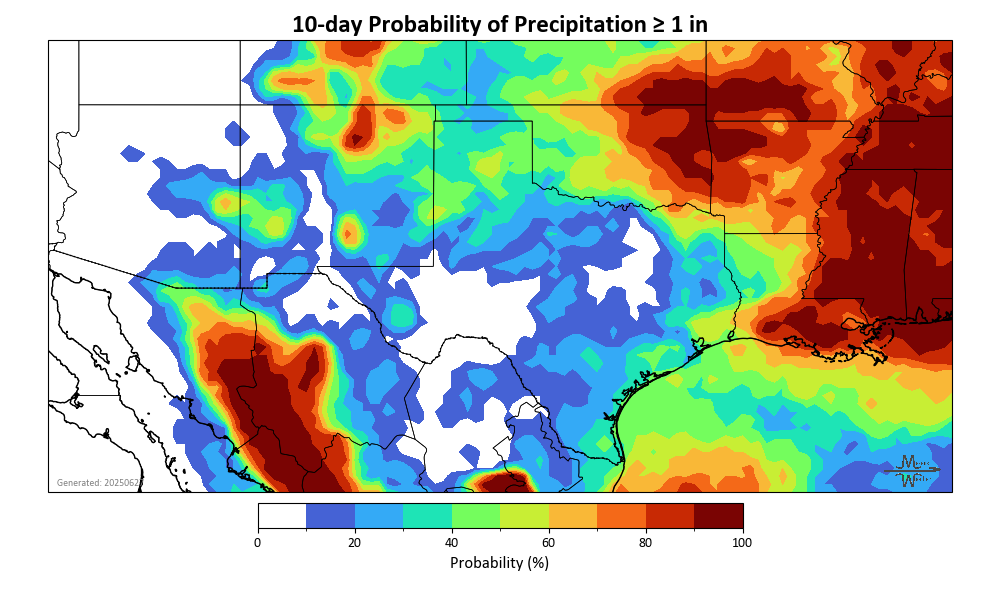 10-day Probability of Precipitation ≥ 1 in
Generated: 2025062
0 20 40 60 80 100
Probability (%)